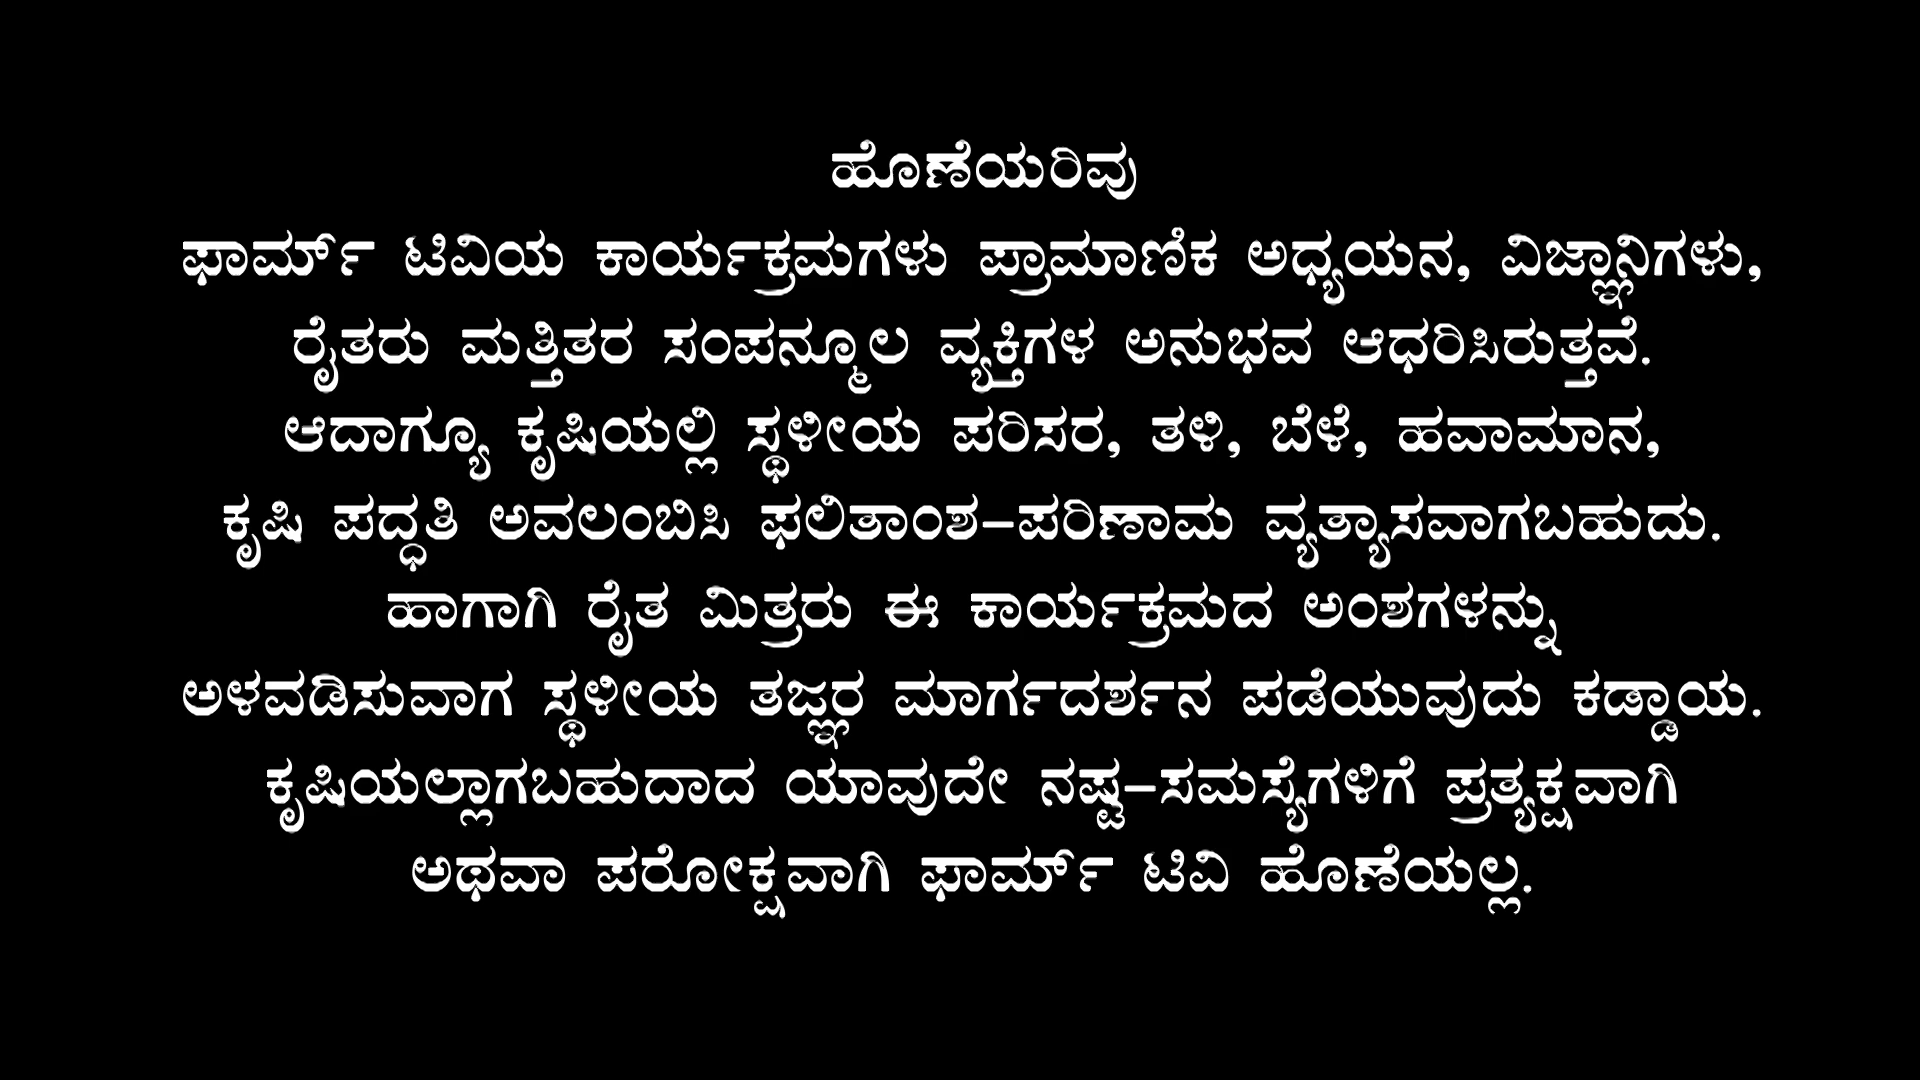 ಹೊಣೆಯರಿವು
ಫಾರ್ಮ್ ಟಿವಿಯ ಕಾರ್ಯಕ್ರಮಗಳು ಪ್ರಾಮಾಣಿಕ ಅಧ್ಯಯನ, ವಿಜ್ಞಾನಿಗಳು,
ರೈತರು ಮತ್ತಿತರ ಸಂಪನ್ಮೂಲ ವ್ಯಕ್ತಿಗಳ ಅನುಭವ ಆಧರಿಸಿರುತ್ತವೆ.
ಆದಾಗ್ಯೂ ಕೃಷಿಯಲ್ಲಿ ಸ್ಥಳೀಯ ಪರಿಸರ, ತಳಿ, ಬೆಳೆ, ಹವಾಮಾನ,
ಕೃಷಿ ಪದ್ಧತಿ ಅವಲಂಬಿಸಿ ಫಲಿತಾಂಶ-ಪರಿಣಾಮ ವ್ಯತ್ಯಾಸವಾಗಬಹುದು.
ಹಾಗಾಗಿ ರೈತ ಮಿತ್ರರು ಈ ಕಾರ್ಯಕ್ರಮದ ಅಂಶಗಳನ್ನು
ಅಳವಡಿಸುವಾಗ ಸ್ಥಳೀಯ ತಜ್ಞರ ಮಾರ್ಗದರ್ಶನ ಪಡೆಯುವುದು ಕಡ್ಡಾಯ.
ಕೃಷಿಯಲ್ಲಾಗಬಹುದಾದ ಯಾವುದೇ ನಷ್ಟ-ಸಮಸ್ಯೆಗಳಿಗೆ ಪ್ರತ್ಯಕ್ಷವಾಗಿ
ಅಥವಾ ಪರೋಕ್ಷವಾಗಿ ಫಾರ್ಮ್ ಟಿವಿ ಹೊಣೆಯಲ್ಲ.